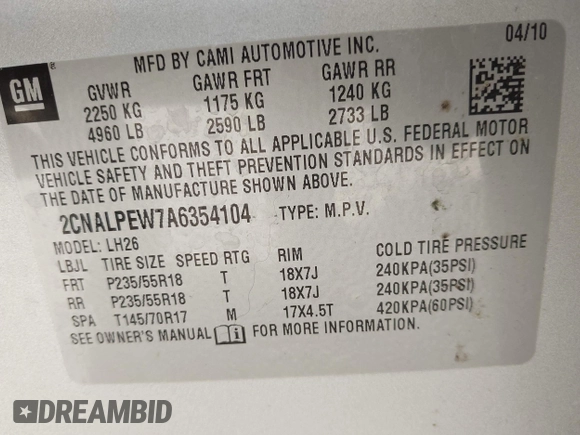 MFD BY CAMI AUTOMOTIVE INC. 04/10
GM ®
GVWR GAWR FRT GAWR RR
2250 KG 1175 KG 1240 KG
4960 LB 2590 LB 2733 LB
THIS VEHICLE CONFORMS TO ALL APPLICABLE U.S. FEDERAL MOTOR
VEHICLE SAFETY AND THEFT PREVENTION STANDARDS IN EFFECT ON
THE DATE OF MANUFACTURE SHOWN ABOVE.
2CNALPEW7A6354104 TYPE: M.P.V.
MODEL: LH26
LBJL TIRE SIZE SPEED RTG RIM COLD TIRE PRESSURE
FRT P235/55R18 T 18X7J 240KPA(35PSI)
RR P235/55R18 T 18X7J 240KPA(35PSI)
SPA T145/70R17 M 17X4.5T 420KPA(60PSI)
SEE OWNER'S MANUAL i FOR MORE INFORMATION
DREAMBID